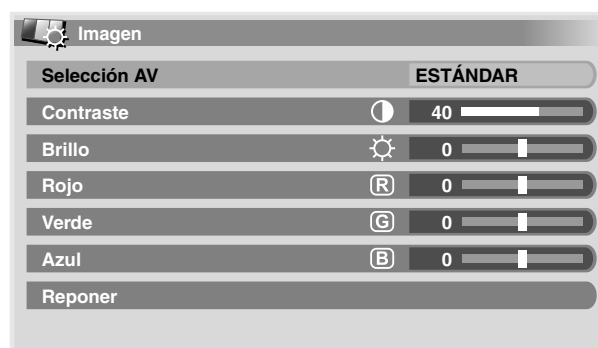 Imagen
Selección AV ESTÁNDAR
Contraste 40
Brillo 0
Rojo R 0
Verde G 0
Azul B 0
Reponer